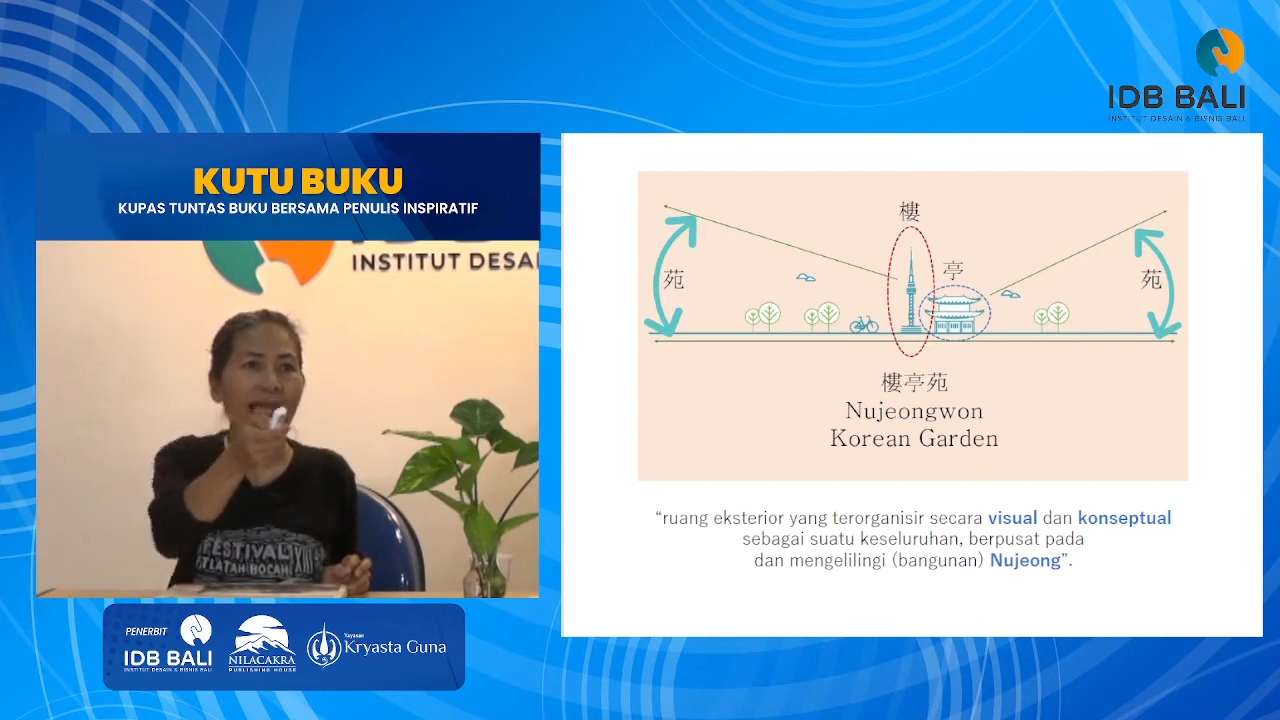 IDB BALI
INSTITUT DESAIN & BISNIS BALI
KUTU BUKU
KUPAS TUNTAS BUKU BERSAMA PENULIS INSPIRATIF
INSTITUT DESAI
FESTIVAL
TLATAH BOCAH
樓
亭
苑
苑
樓亭苑
Nujeongwon
Korean Garden
“ruang eksterior yang terorganisir secara visual dan konseptual
sebagai suatu keseluruhan, berpusat pada
dan mengelilingi (bangunan) Nujeong”.
PENERBIT
IDB BALI
INSTITUT DESAIN & BISNIS BALI
NILACAKRA
PUBLISHING HOUSE
Yayasan
Kryasta Guna